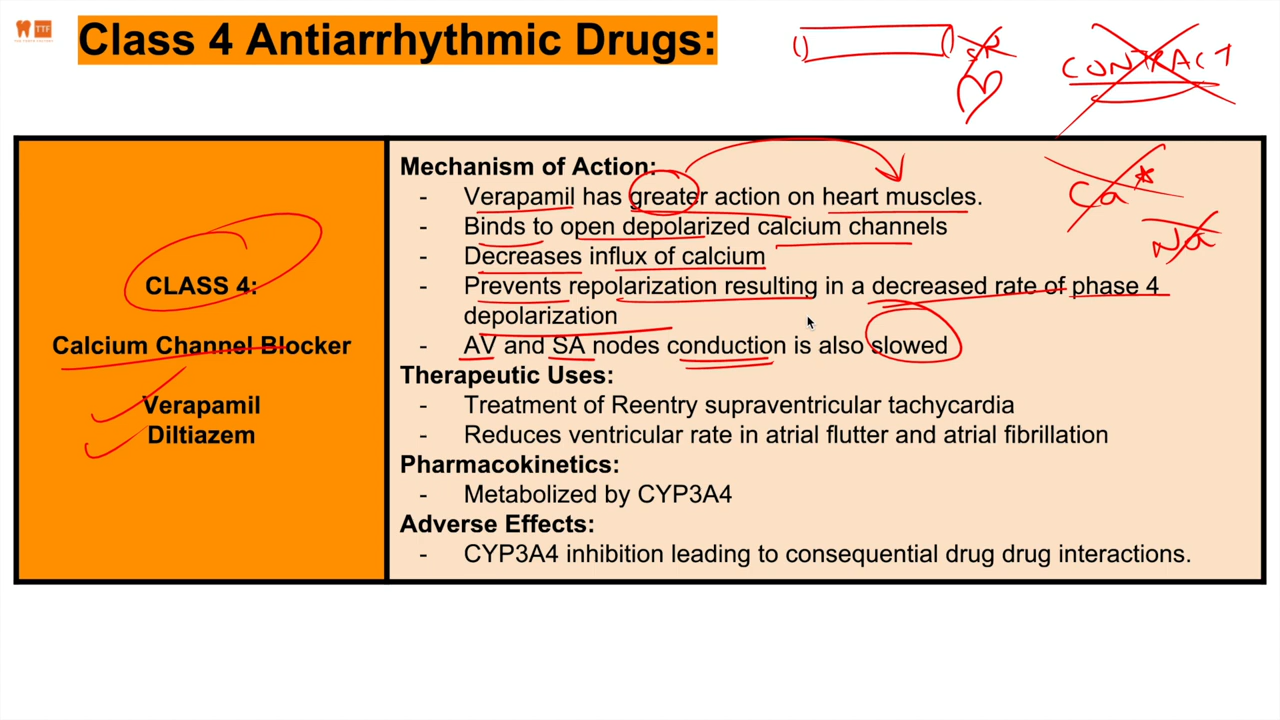 TTF
Class 4 Antiarrhythmic Drugs:
CONTRACT
Ca
Na
CLASS 4:
Calcium Channel Blocker
Verapamil
Diltiazem
Mechanism of Action:
- Verapamil has greater action on heart muscles.
- Binds to open depolarized calcium channels
- Decreases influx of calcium
- Prevents repolarization resulting in a decreased rate of phase 4
depolarization
- AV and SA nodes conduction is also slowed
Therapeutic Uses:
- Treatment of Reentry supraventricular tachycardia
- Reduces ventricular rate in atrial flutter and atrial fibrillation
Pharmacokinetics:
- Metabolized by CYP3A4
Adverse Effects:
- CYP3A4 inhibition leading to consequential drug drug interactions.